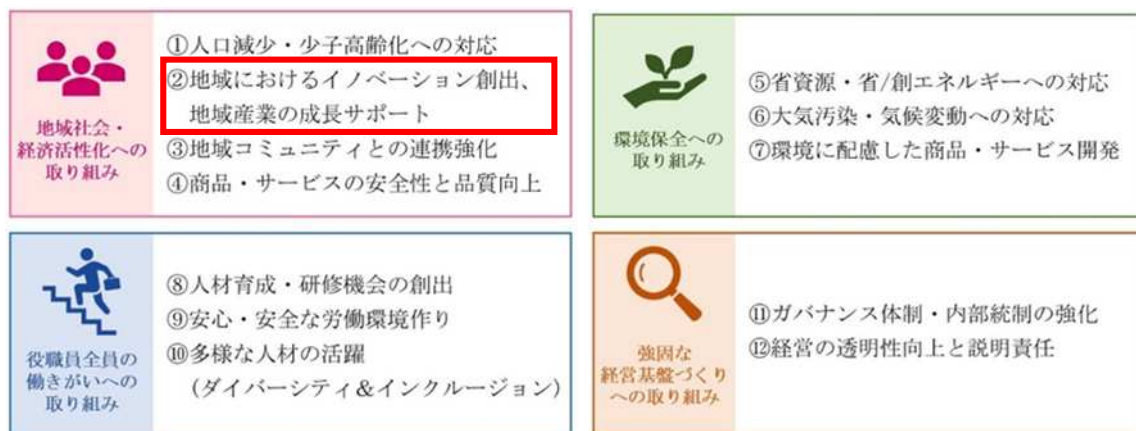 地域社会・
経済活性化への
取り組み
①人口減少・少子高齢化への対応
②地域におけるイノベーション創出、
地域産業の成長サポート
③地域コミュニティとの連携強化
④商品・サービスの安全性と品質向上
環境保全への
取り組み
⑤省資源・省/創エネルギーへの対応
⑥大気汚染・気候変動への対応
⑦環境に配慮した商品・サービス開発
役職員全員の
働きがいへの
取り組み
⑧人材育成・研修機会の創出
⑨安心・安全な労働環境作り
⑩多様な人材の活躍
(ダイバーシティ&インクルージョン)
強固な
経営基盤づくり
への取り組み
⑪ガバナンス体制・内部統制の強化
⑫経営の透明性向上と説明責任